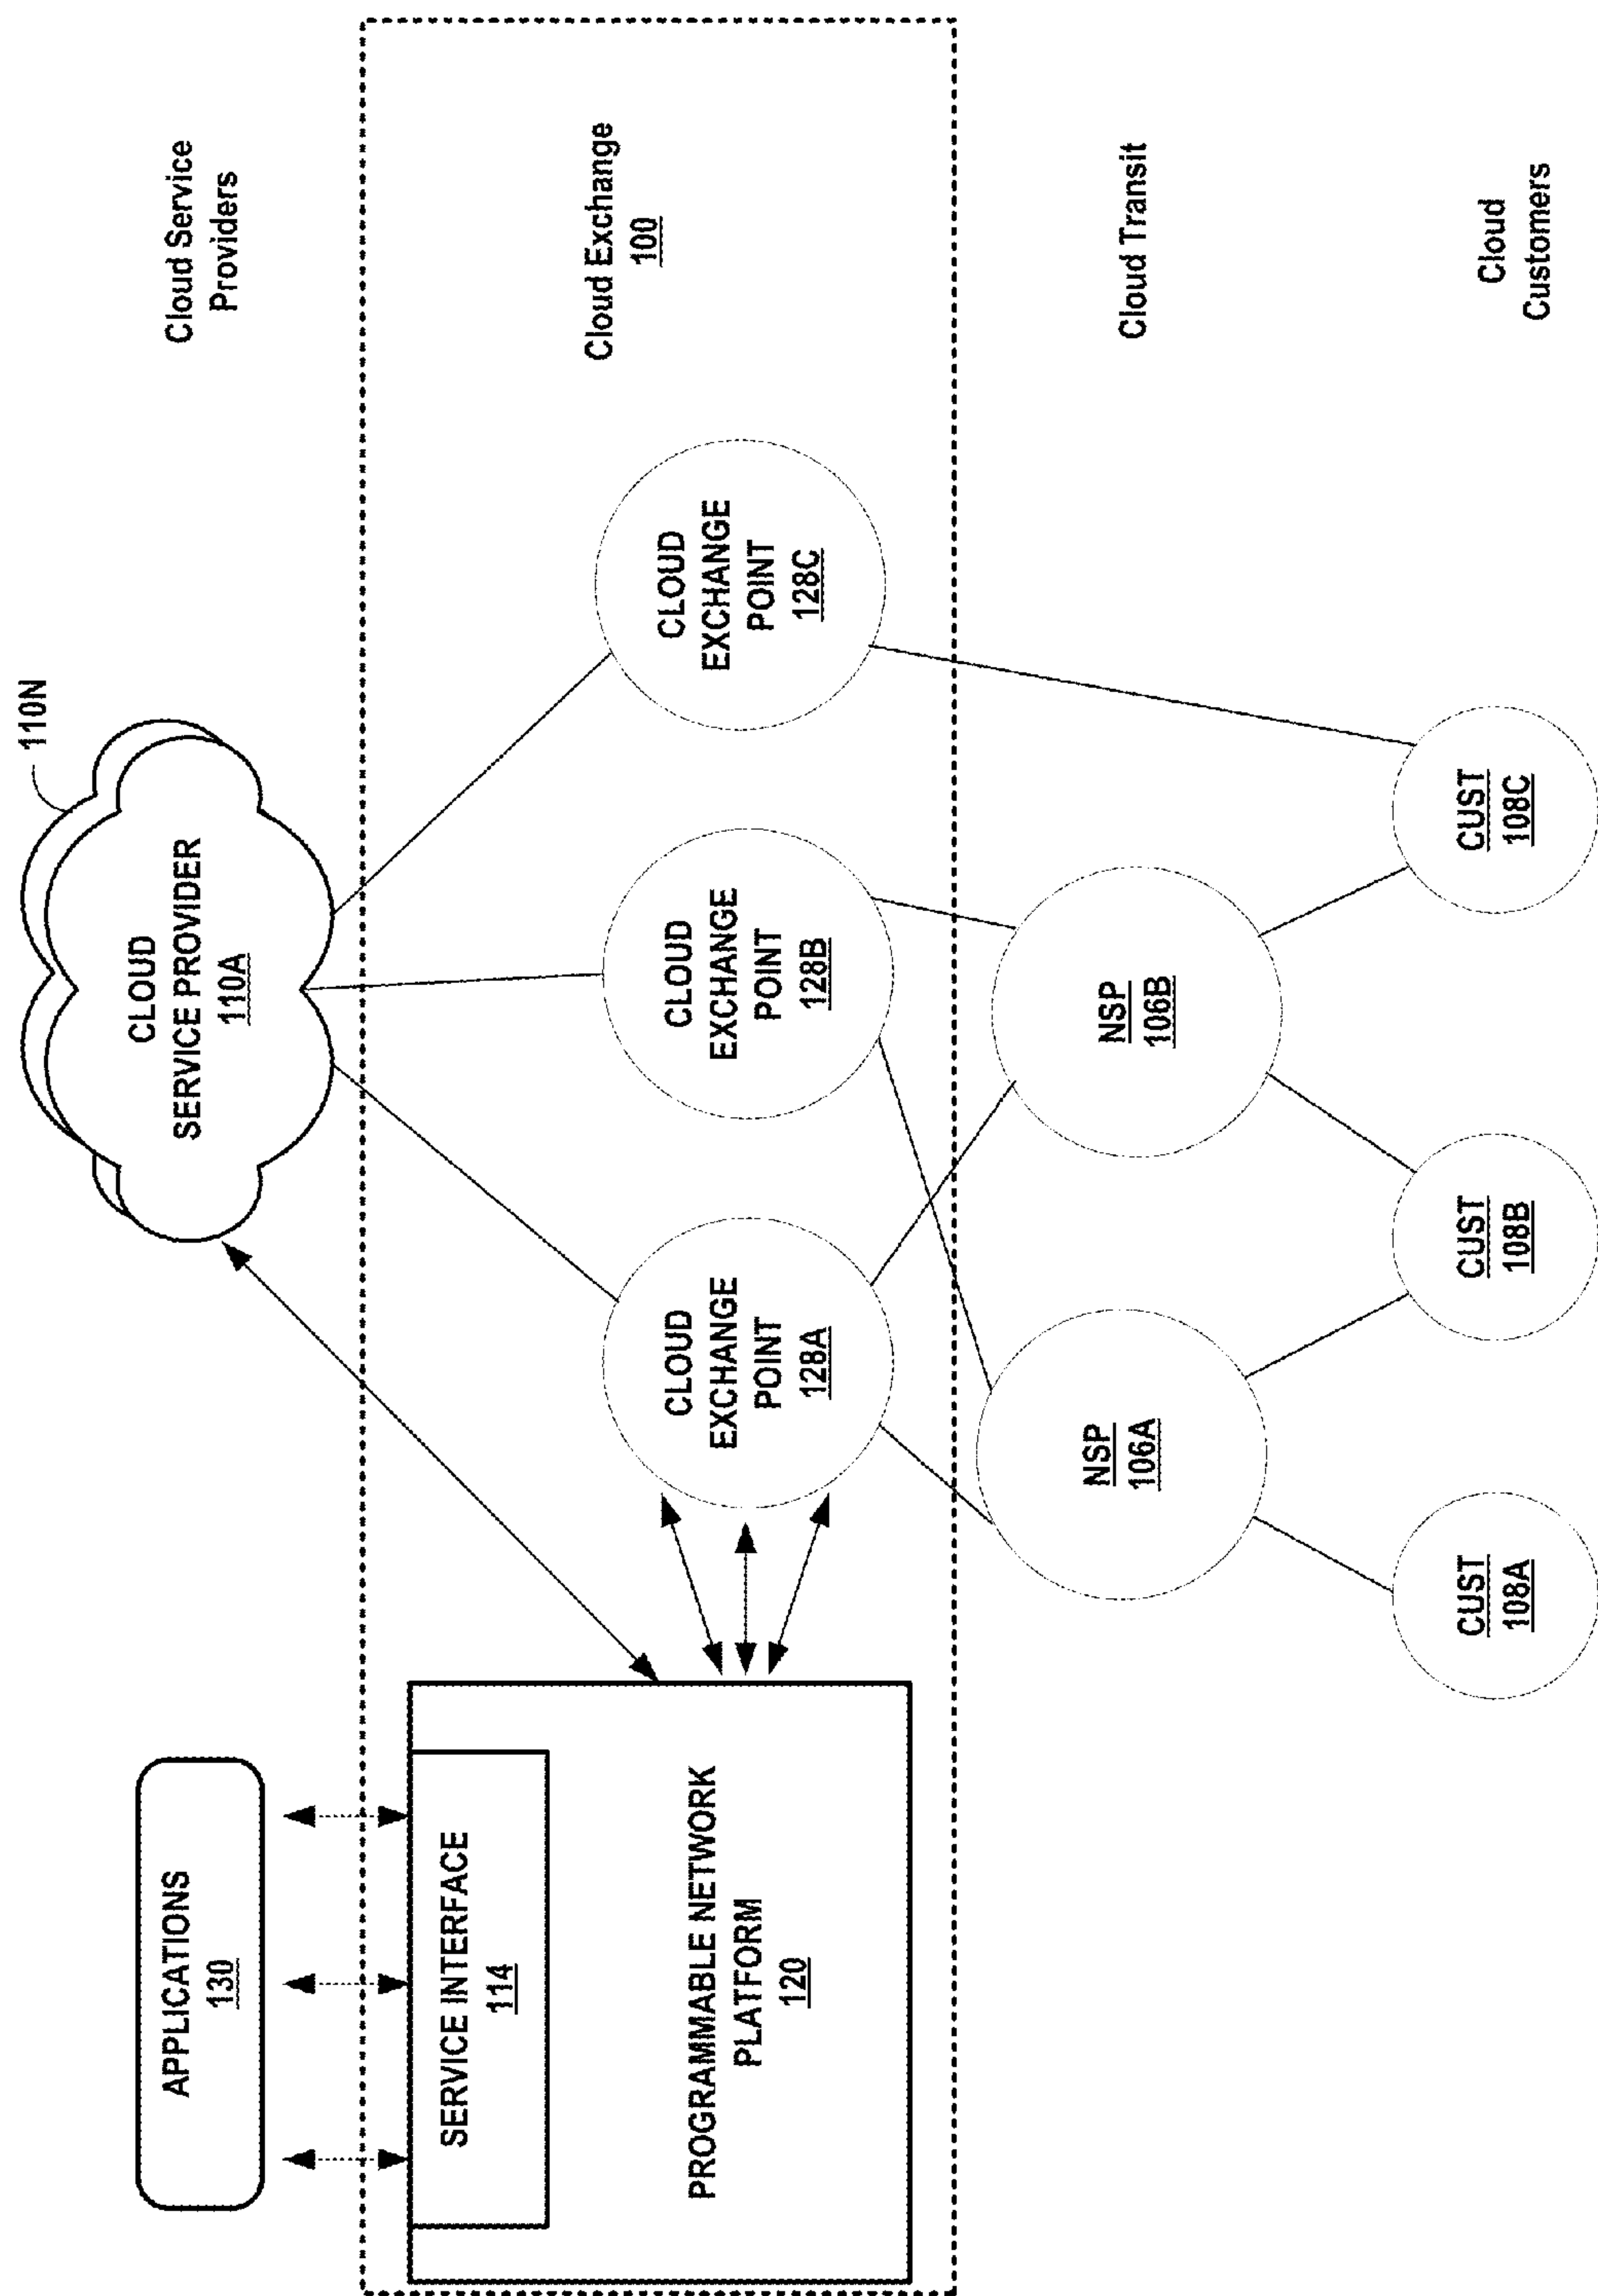 110N
CLOUD
SERVICE PROVIDER
110A
Cloud Service
Providers
APPLICATIONS
130
SERVICE INTERFACE
114
PROGRAMMABLE NETWORK
PLATFORM
120
CLOUD
EXCHANGE
POINT
128A
CLOUD
EXCHANGE
POINT
128B
CLOUD
EXCHANGE
POINT
128C
Cloud Exchange
100
NSP
106A
NSP
106B
Cloud Transit
CUST
108A
CUST
108B
CUST
108C
Cloud
Customers